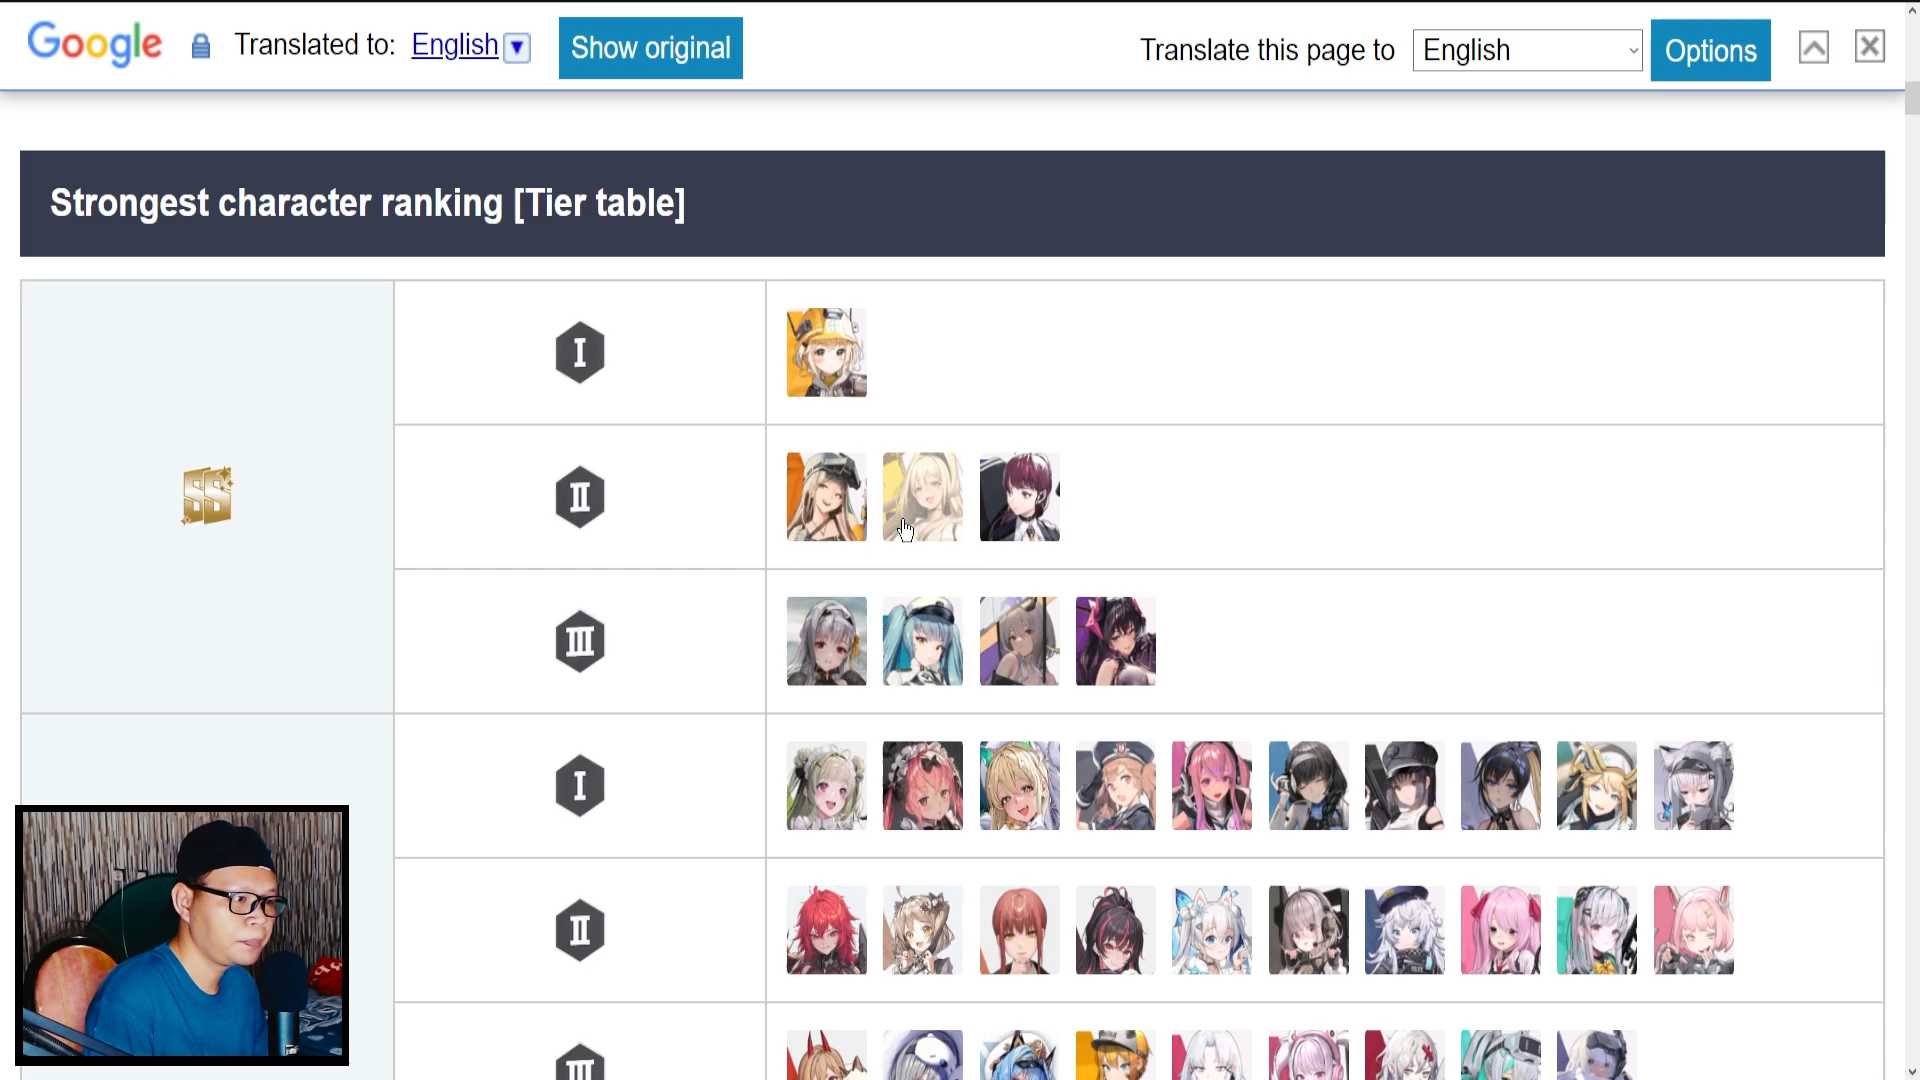 Google Translated to: English Show original Translate this page to English Options
Strongest character ranking [Tier table]
I
SS
II
III
I
II
III